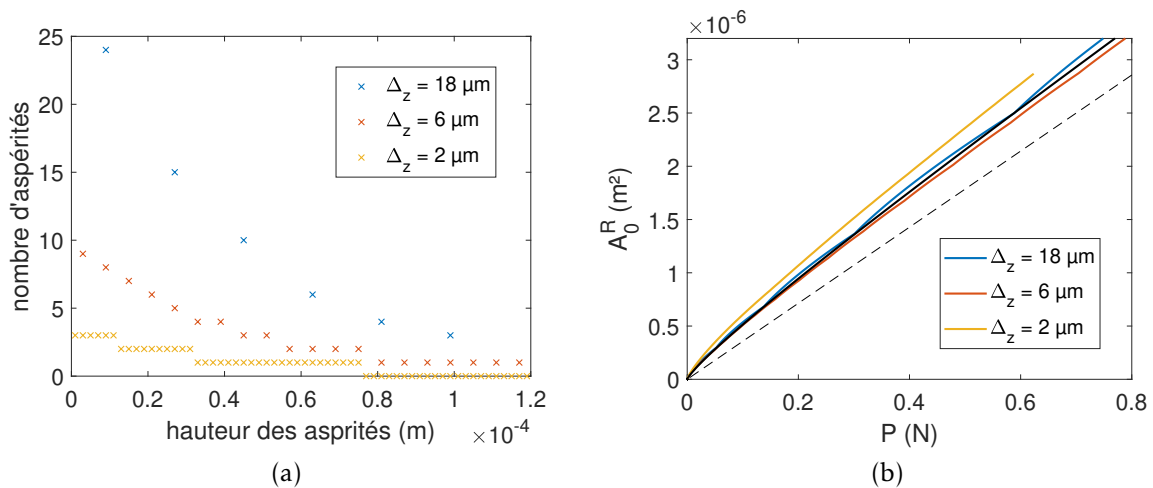 25
20
15
10
5
0
nombre d'aspérités
Δz = 18 µm
Δz = 6 µm
Δz = 2 µm
0 0.2 0.4 0.6 0.8 1 1.2
×10-4
hauteur des asprités (m)
(a)
×10-6
3
2.5
2
1.5
1
0.5
0
A0R (m²)
Δz = 18 µm
Δz = 6 µm
Δz = 2 µm
0 0.2 0.4 0.6 0.8
P (N)
(b)